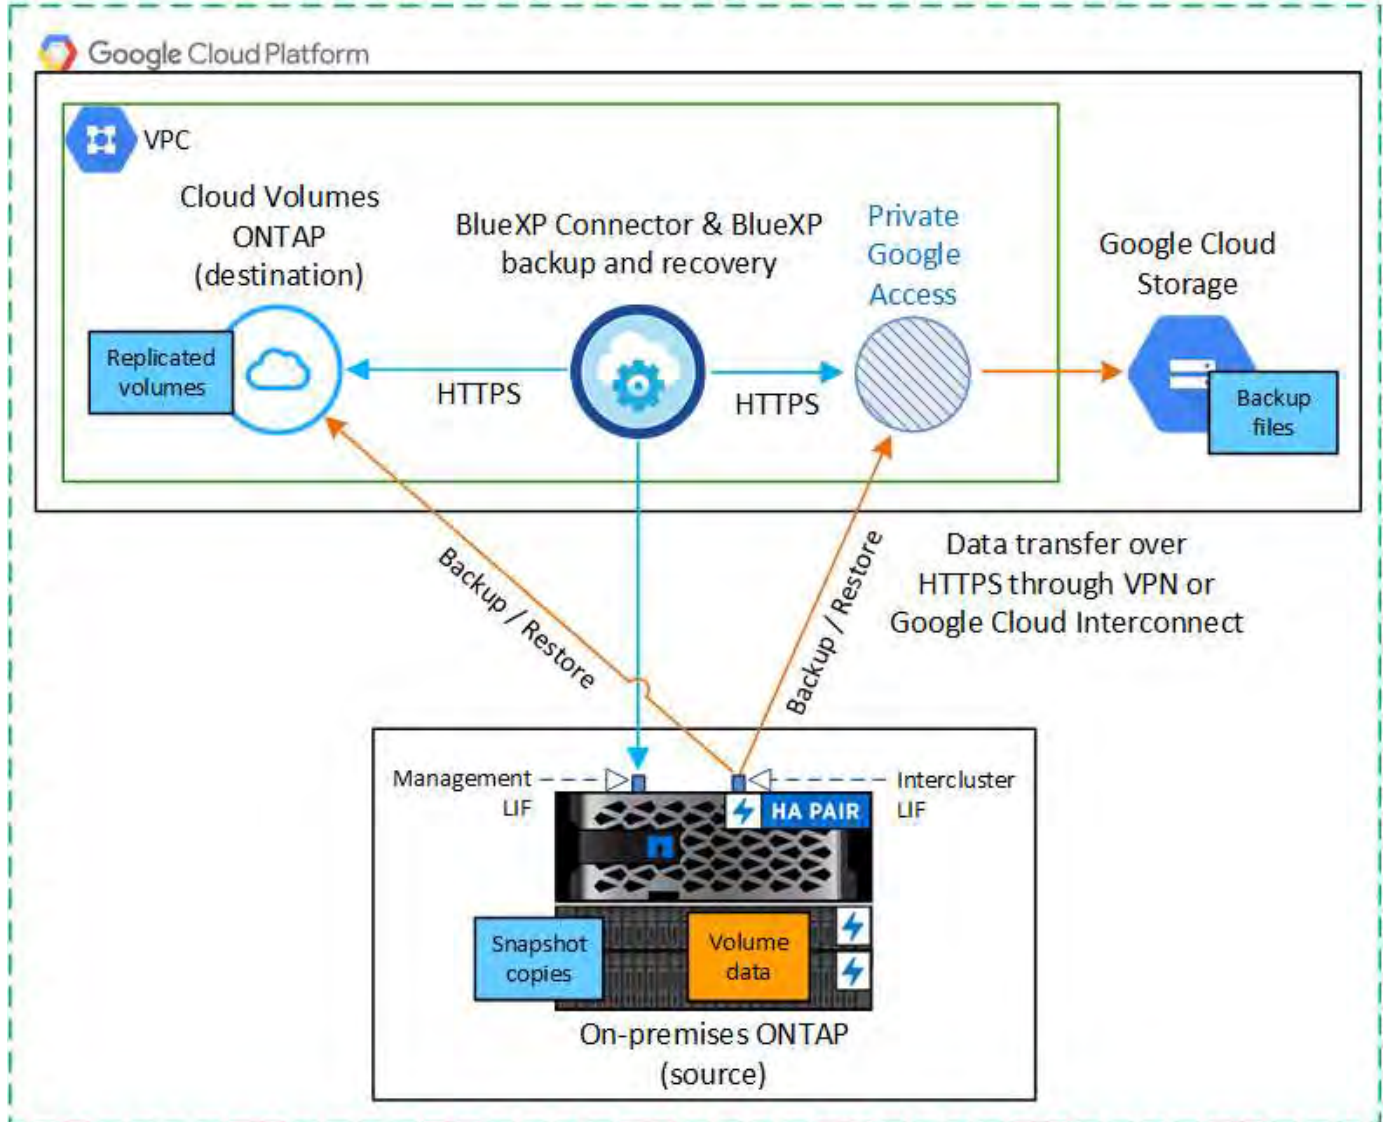 Google Cloud Platform
VPC
Cloud Volumes
ONTAP
(destination)
BlueXP Connector & BlueXP
backup and recovery
Private
Google
Access
Google Cloud
Storage
Replicated
volumes
HTTPS
HTTPS
Backup
files
Backup / Restore
Backup / Restore
Data transfer over
HTTPS through VPN or
Google Cloud Interconnect
Management
LIF
Intercluster
LIF
HA PAIR
Snapshot
copies
Volume
data
On-premises ONTAP
(source)